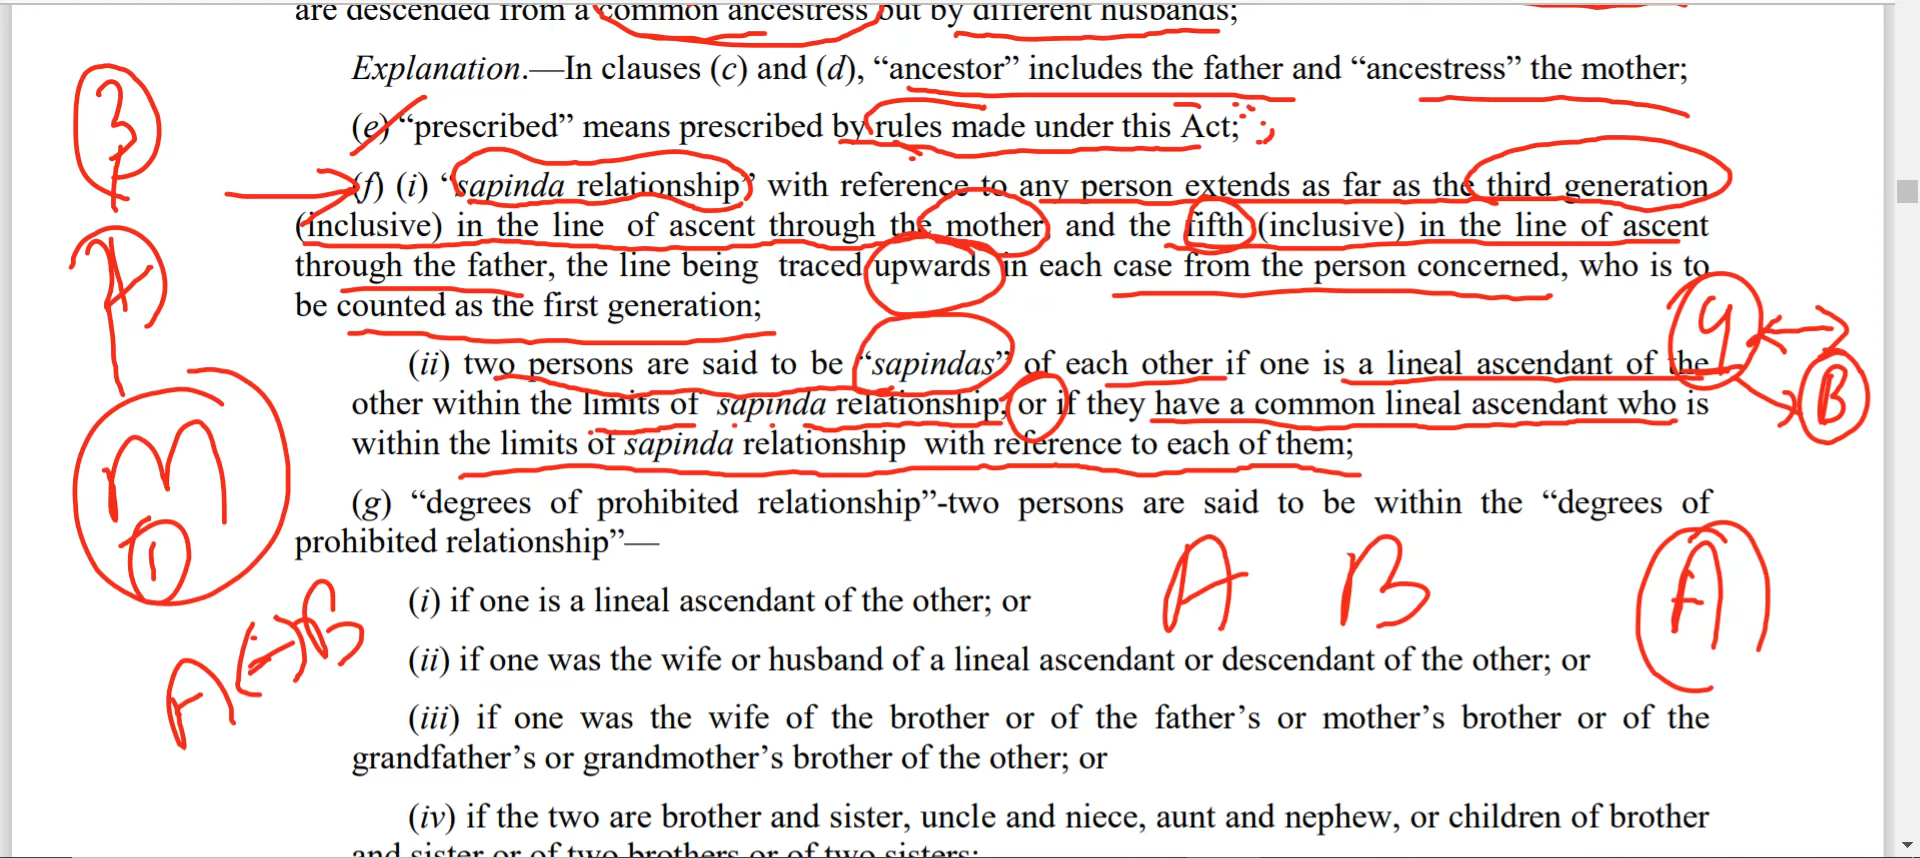 are descended from a common ancestress but by different husbands;
Explanation.—In clauses (c) and (d), “ancestor” includes the father and “ancestress” the mother;
(e) “prescribed” means prescribed by rules made under this Act;
(f) (i) “sapinda relationship” with reference to any person extends as far as the third generation
(inclusive) in the line of ascent through the mother, and the fifth (inclusive) in the line of ascent
through the father, the line being traced upwards in each case from the person concerned, who is to
be counted as the first generation;
(ii) two persons are said to be “sapindas” of each other if one is a lineal ascendant of the
other within the limits of sapinda relationship, or if they have a common lineal ascendant who is
within the limits of sapinda relationship with reference to each of them;
(g) “degrees of prohibited relationship”-two persons are said to be within the “degrees of
prohibited relationship”—
(i) if one is a lineal ascendant of the other; or
(ii) if one was the wife or husband of a lineal ascendant or descendant of the other; or
(iii) if one was the wife of the brother or of the father’s or mother’s brother or of the
grandfather’s or grandmother’s brother of the other; or
(iv) if the two are brother and sister, uncle and niece, aunt and nephew, or children of brother
and sister or of two brothers or of two sisters;
3
M
1
A B
B
A B
A